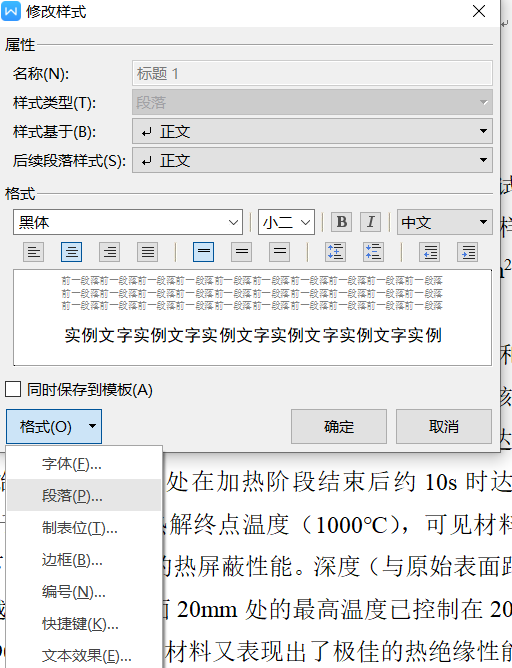 修改样式
属性
名称(N):
标题 1
样式类型(T):
段落
样式基于(B):
↵ 正文
后续段落样式(S):
↵ 正文
格式
黑体
小二
B
I
中文
前一段落前一段落前一段落前一段落前一段落前一段落前一段落前一段落前一段落前一段落
前一段落前一段落前一段落前一段落前一段落前一段落前一段落前一段落前一段落前一段落
前一段落前一段落前一段落前一段落前一段落前一段落前一段落前一段落前一段落前一段落
实例文字实例文字实例文字实例文字实例文字实例
同时保存到模板(A)
格式(O)
确定
取消
字体(F)...
段落(P)...
制表位(T)...
边框(B)...
编号(N)...
快捷键(K)...
文本效果(E)...
处在加热阶段结束后约 10s 时达
解终点温度（1000℃），可见材料
的热屏蔽性能。深度（与原始表面距
面 20mm 处的最高温度已控制在 20
材料又表现出了极佳的热绝缘性能